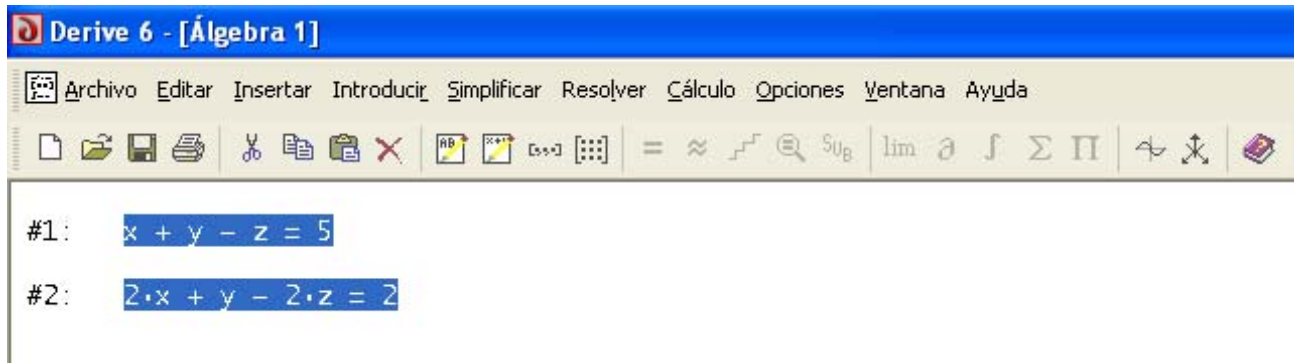 Derive 6 - [Álgebra 1]
Archivo Editar Insertar Introducir Simplificar Resolver Cálculo Opciones Ventana Ayuda
= ≈ SUB lim ∂ ∫ Σ Π
#1: x + y - z = 5
#2: 2·x + y - 2·z = 2